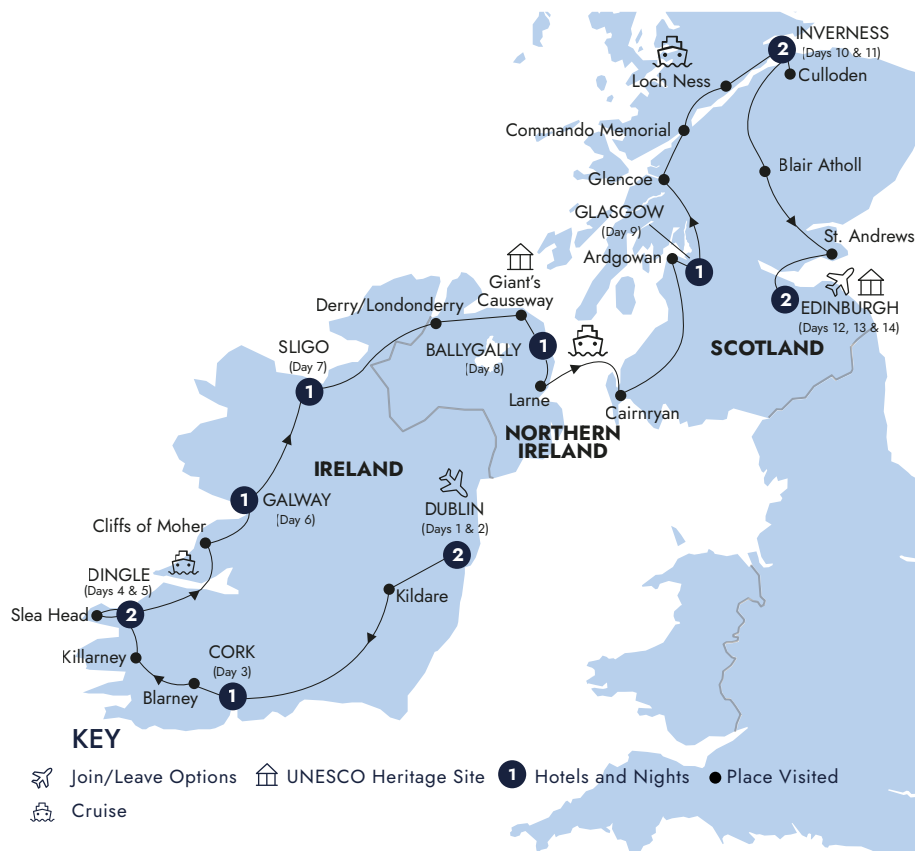 INVERNESS
2
(Days 10 & 11)
Loch Ness
Culloden
Commando Memorial
Blair Atholl
Glencoe
GLASGOW
(Day 9)
St. Andrews
Ardgowan
1
Giant's
Causeway
2
EDINBURGH
(Days 12, 13 & 14)
Derry/Londonderry
SLIGO
(Day 7)
BALLYGALLY
(Day 8)
1
SCOTLAND
1
Larne
Cairnryan
NORTHERN
IRELAND
IRELAND
1
GALWAY
(Day 6)
DUBLIN
(Days 1 & 2)
2
Cliffs of Moher
DINGLE
(Days 4 & 5)
2
Slea Head
Kildare
Killarney
CORK
(Day 3)
1
Blarney
KEY
Join/Leave Options
UNESCO Heritage Site
1 Hotels and Nights
Place Visited
Cruise